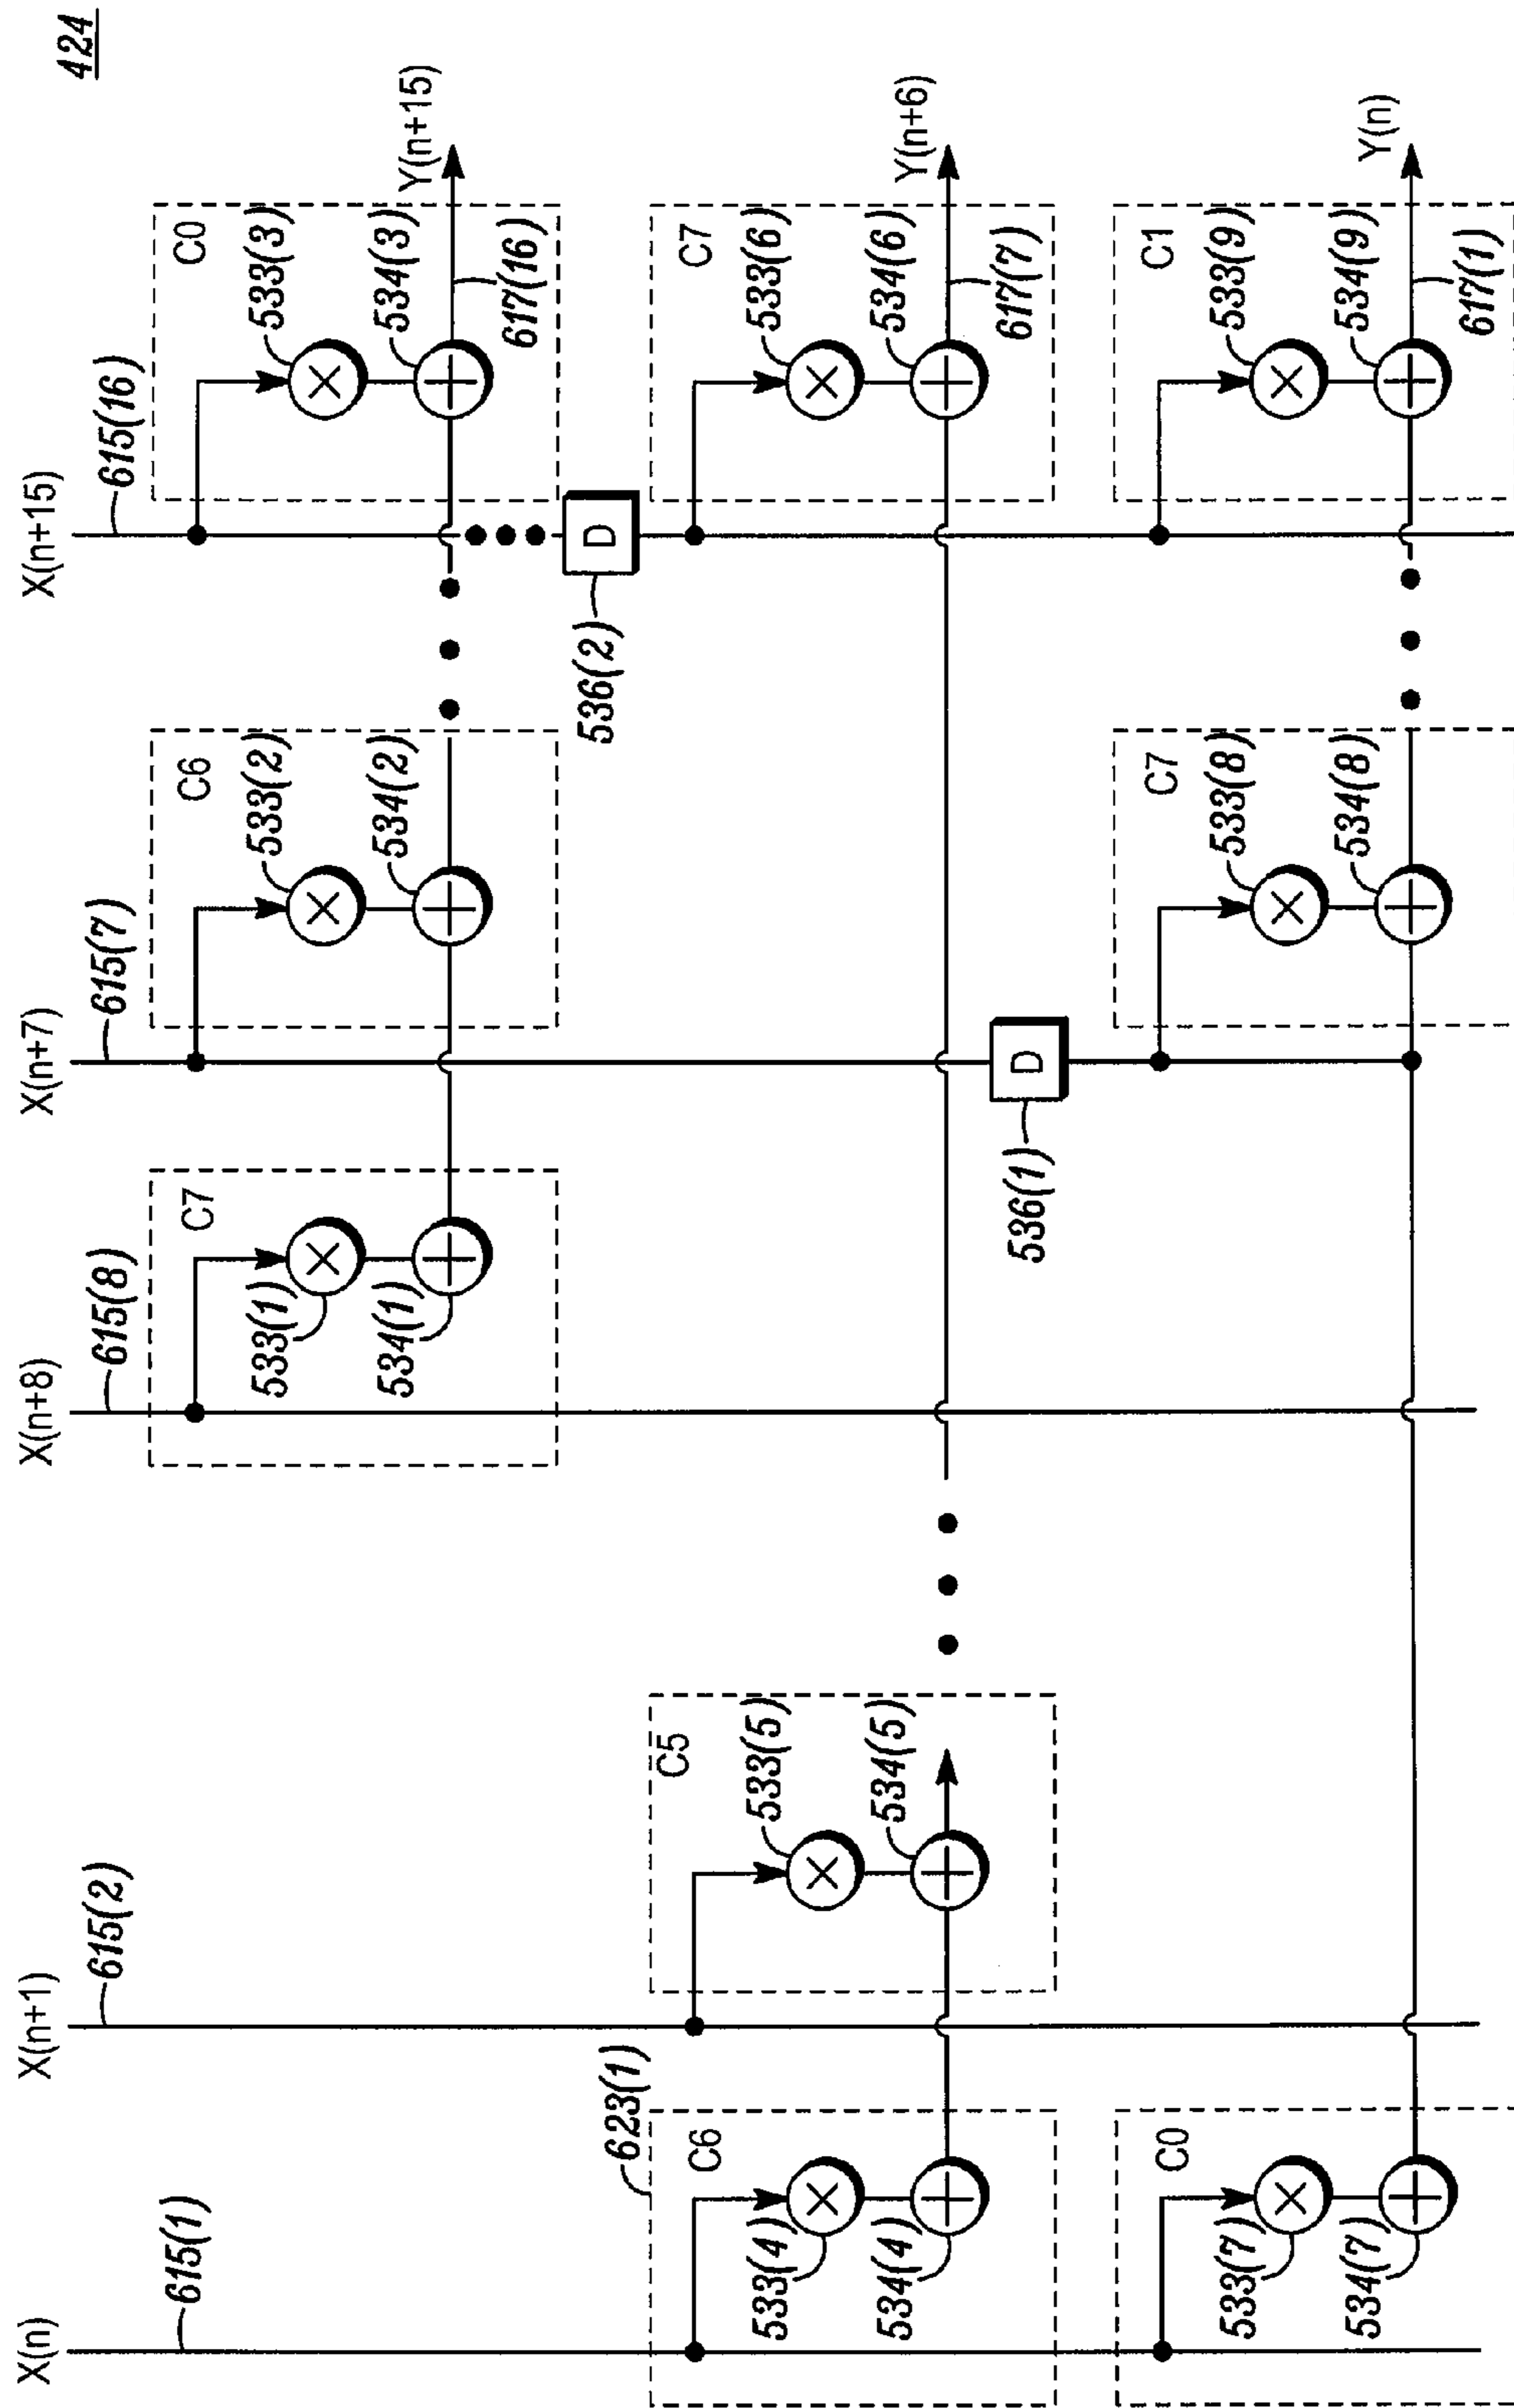 424
X(n)
X(n+1)
X(n+8)
X(n+7)
X(n+15)
615(1)
615(2)
615(8)
615(7)
615(16)
C7
533(1)
534(1)
C6
533(2)
534(2)
C0
533(3)
534(3)
Y(n+15)
617(16)
D
536(2)
623(1)
C6
533(4)
534(4)
C5
533(5)
534(5)
C7
533(6)
534(6)
Y(n+6)
617(7)
D
536(1)
C0
533(7)
534(7)
C7
533(8)
534(8)
C1
533(9)
534(9)
Y(n)
617(1)